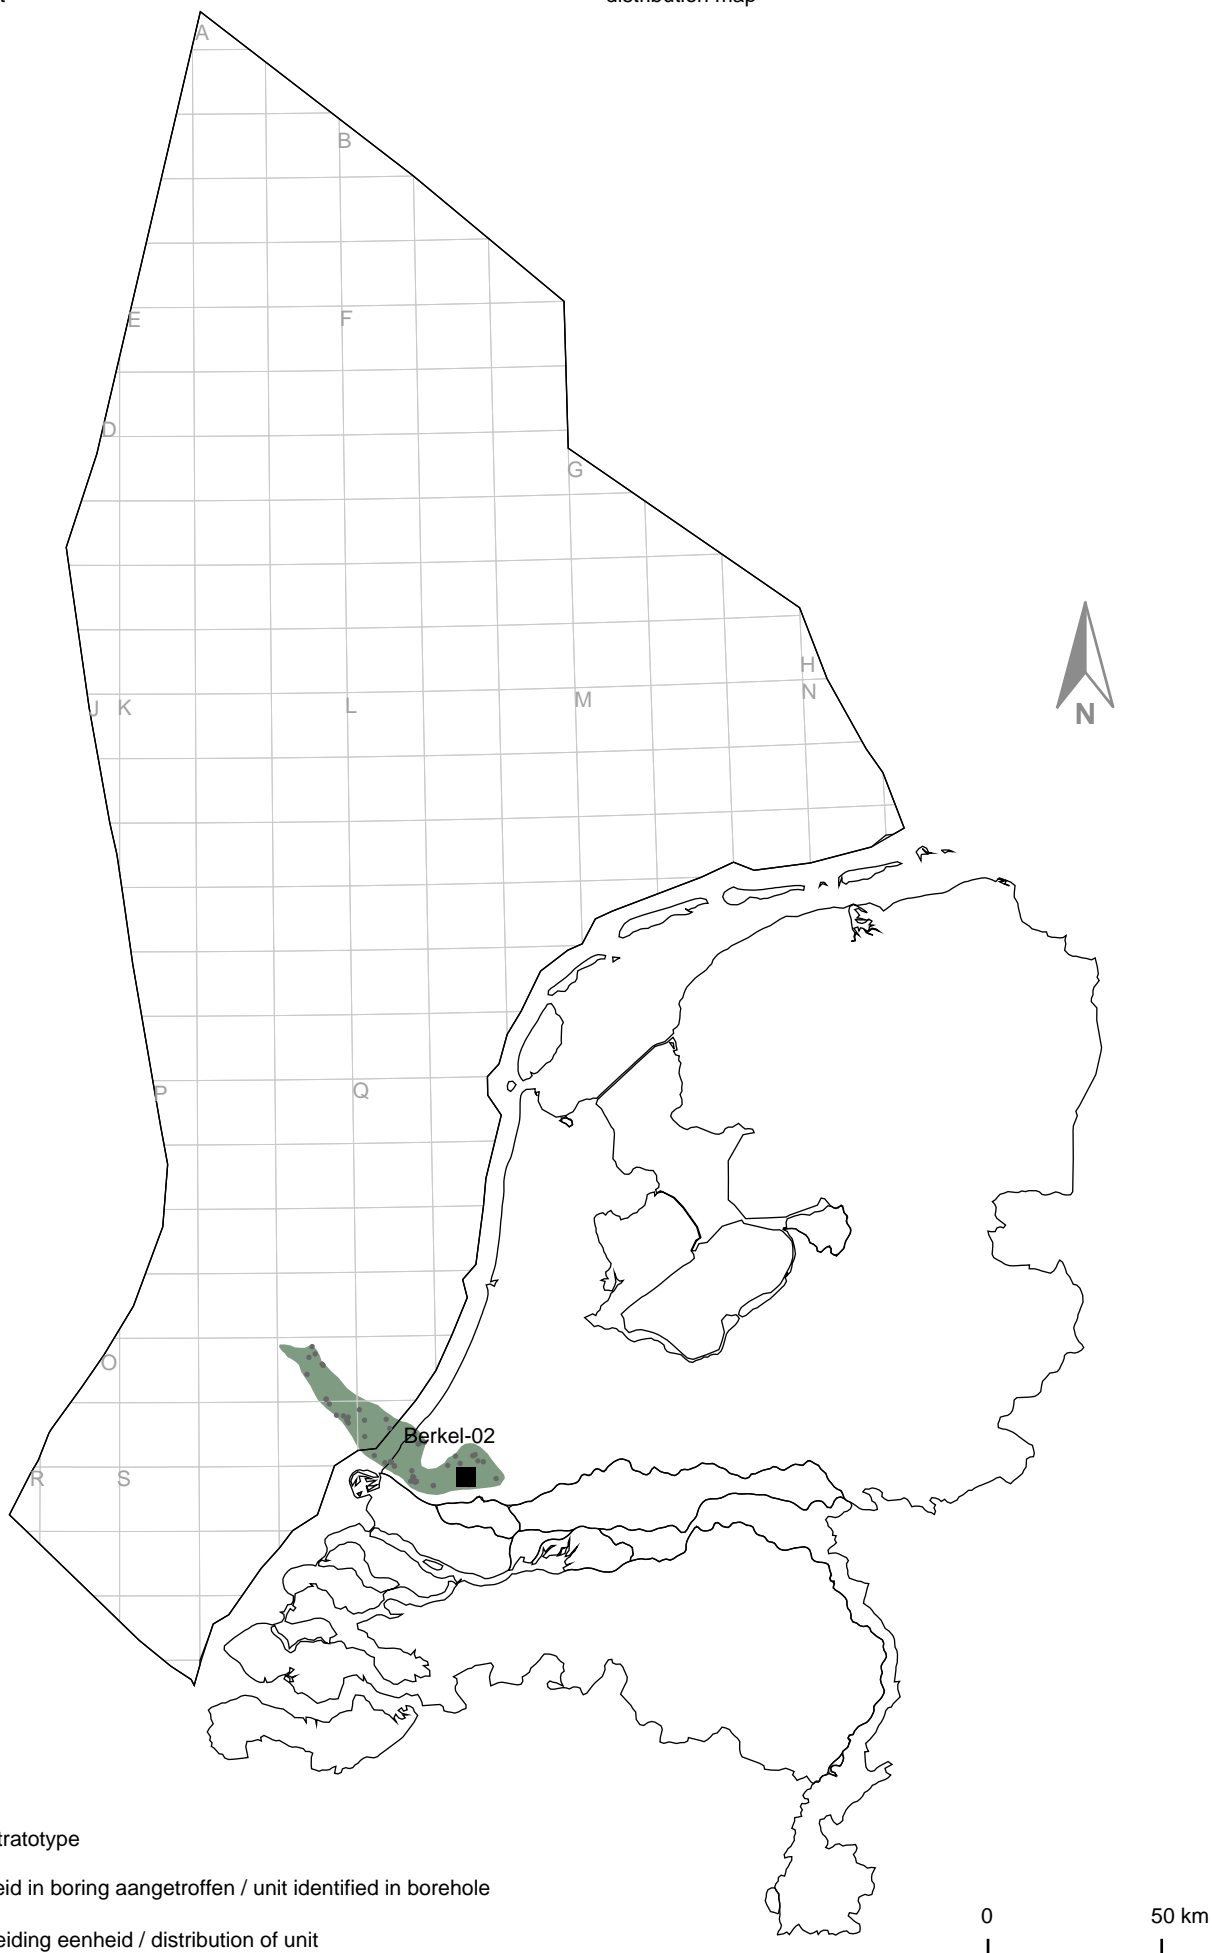 distribution map
A
B
E
F
D
G
H
N
J K
L
M
N
P
Q
O
Berkel-02
R
S
tratotype
eid in boring aangetroffen / unit identified in borehole
eiding eenheid / distribution of unit
0 50 km